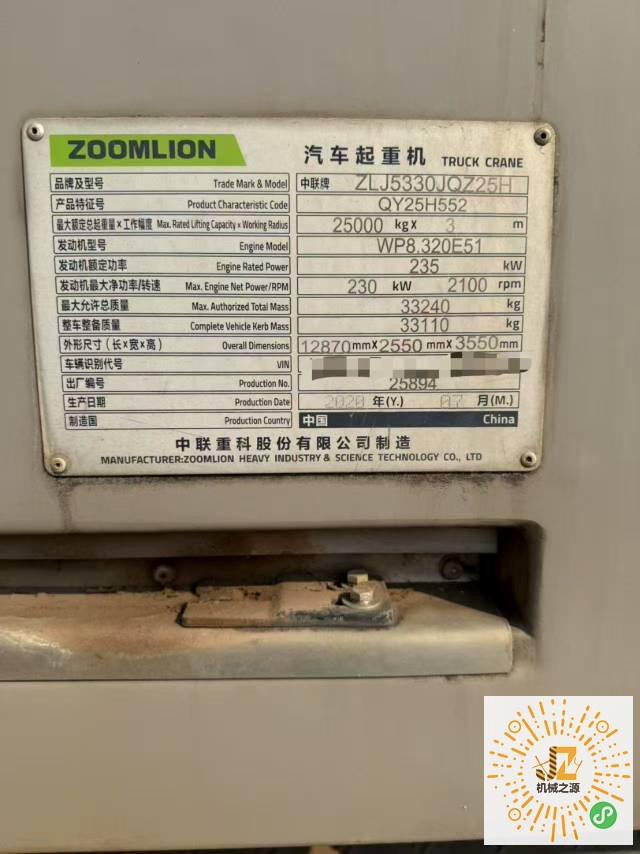 ZOOMLION 汽车起重机 TRUCK CRANE
品牌及型号 Trade Mark & Model 中联牌 ZLJ5330JQZ25H
产品特征号 Product Characteristic Code QY25H552
最大额定总起重量×工作幅度 Max. Rated Lifting Capacity × Working Radius 25000 kg X 3 m
发动机型号 Engine Model WP8.320E51
发动机额定功率 Engine Rated Power 235 kW
发动机最大净功率/转速 Max. Engine Net Power/RPM 230 kW 2100 rpm
最大允许总质量 Max. Authorized Total Mass 33240 kg
整车整备质量 Complete Vehicle Kerb Mass 33110 kg
外形尺寸(长×宽×高) Overall Dimensions 12870 mm X 2550 mm X 3550 mm
车辆识别代号 VIN
出厂编号 Production No. 25894
生产日期 Production Date 2020 年(Y.) 07 月(M.)
制造国 Production Country 中国 China
中联重科股份有限公司制造
MANUFACTURER:ZOOMLION HEAVY INDUSTRY & SCIENCE TECHNOLOGY CO., LTD
JZ
机械之源